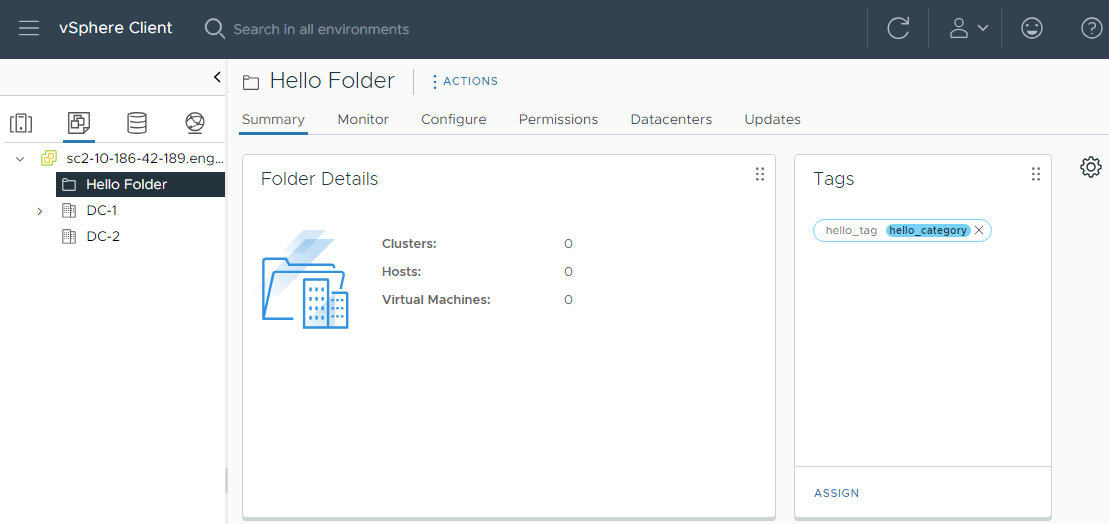 vSphere Client
Search in all environments
Hello Folder
ACTIONS
Summary
Monitor
Configure
Permissions
Datacenters
Updates
sc2-10-186-42-189.eng...
Hello Folder
DC-1
DC-2
Folder Details
Clusters: 0
Hosts: 0
Virtual Machines: 0
Tags
hello_tag hello_category
ASSIGN